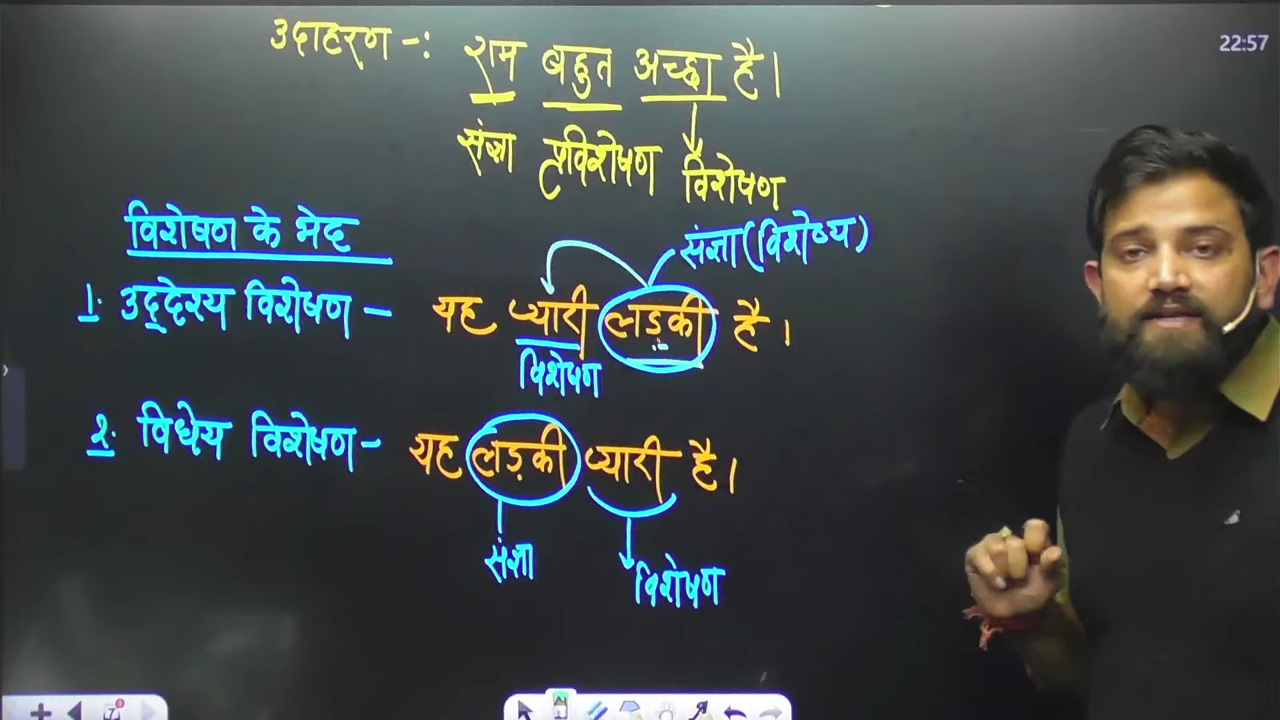 उदाहरण -: राम बहुत अच्छा है।
22:57
संज्ञा प्रविशेषण विशेषण
विशेषण के भेद
संज्ञा (विशेष्य)
1. उद्देश्य विशेषण - यह प्यारी लड़की है।
विशेषण
2. विधेय विशेषण - यह लड़की प्यारी है।
संज्ञा
विशेषण